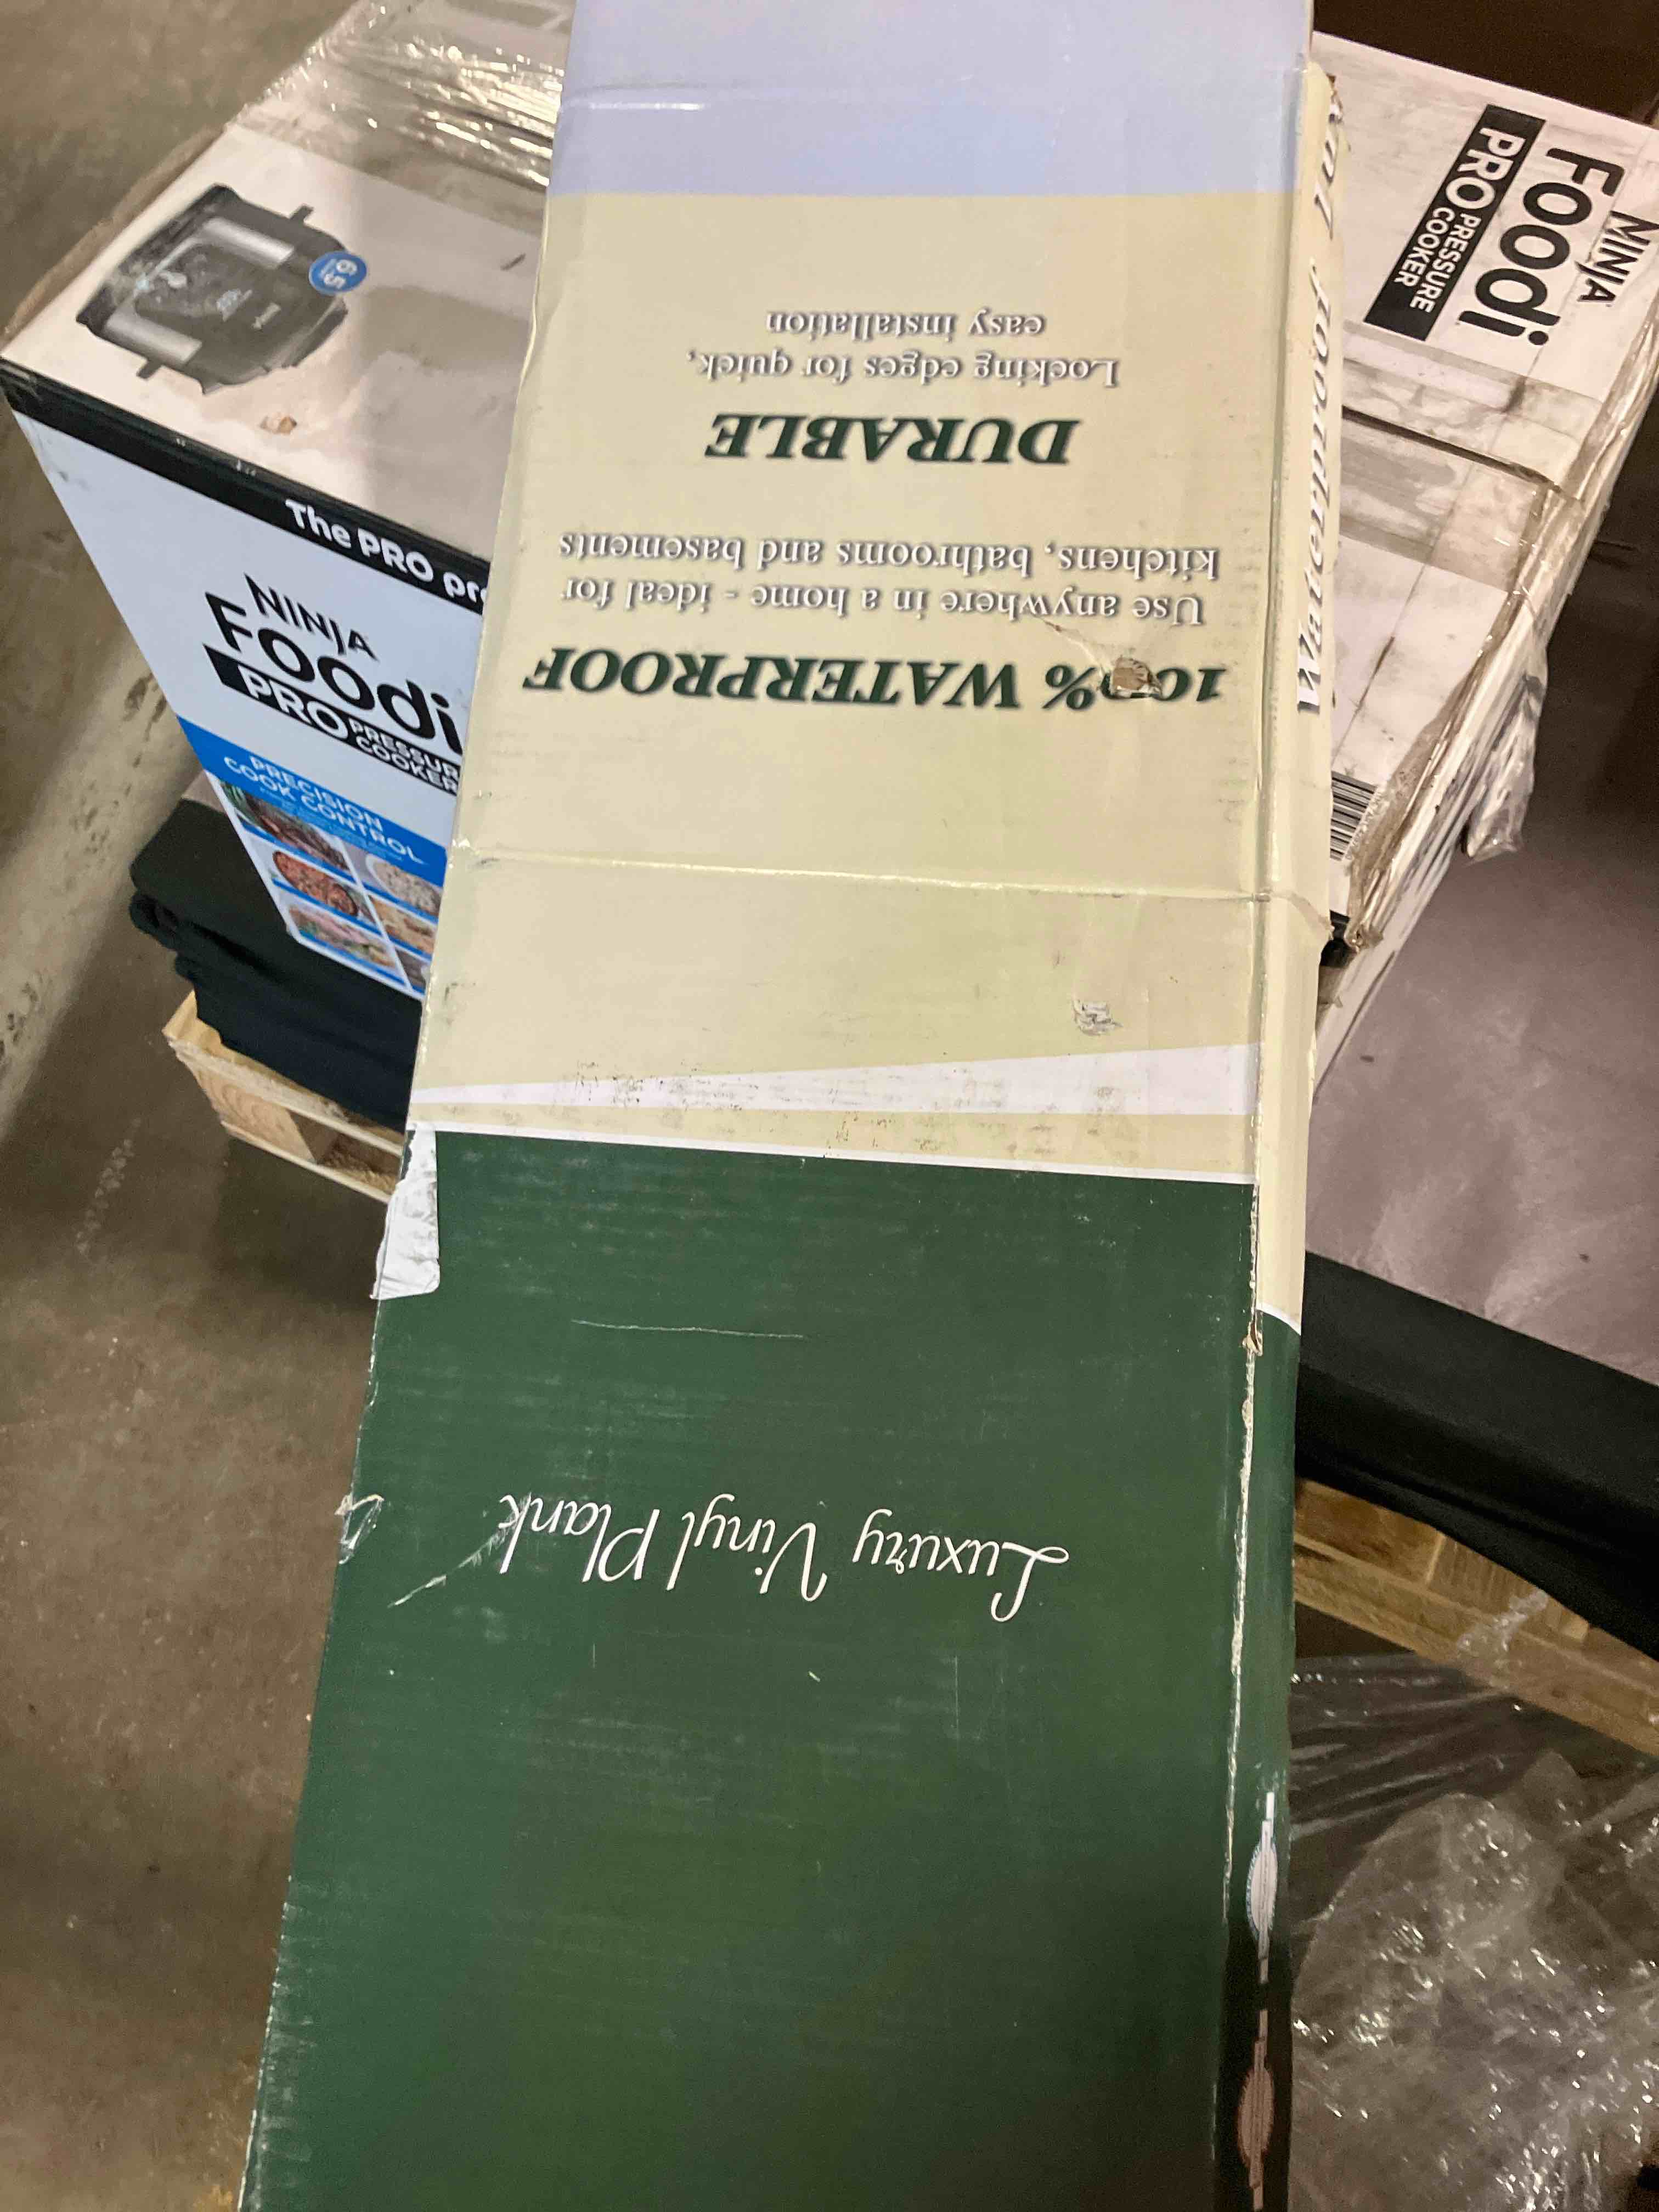 Luxury Vinyl Plank
100% WATERPROOF
Use anywhere in a home - ideal for
kitchens, bathrooms and basements
DURABLE
Locking edges for quick,
easy installation
Waterproof
6.5
The PRO
NINJA
FOODi
PRO
PRESSUR
COOKER
PRECISION
COOK CONTROL
NINJA
FOODi
PRO
PRESSURE
COOKER